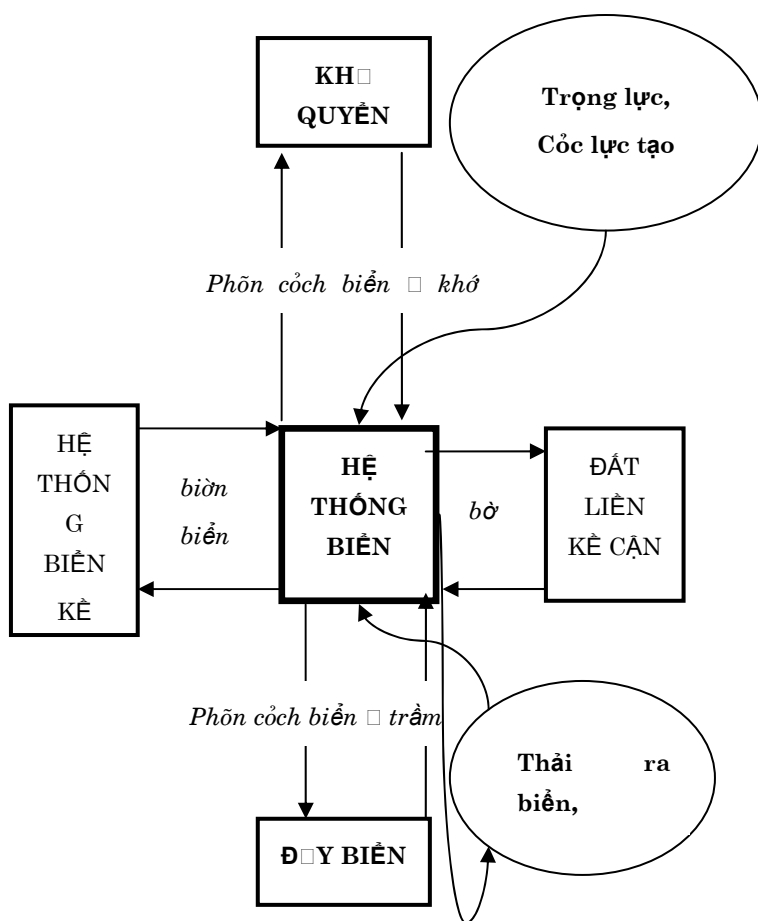 KH□
QUYỂN
Trọng lực,
Cỏc lực tạo
Phõn cỏch biển □ khớ
HỆ
THỐN
G
BIỂN
KỀ
biờn
biển
HỆ
THỐNG
BIỂN
bờ
ĐẤT
LIỀN
KỀ CẬN
Phõn cỏch biển □ trầm
Thải ra
biển,
Đ□Y BIỂN